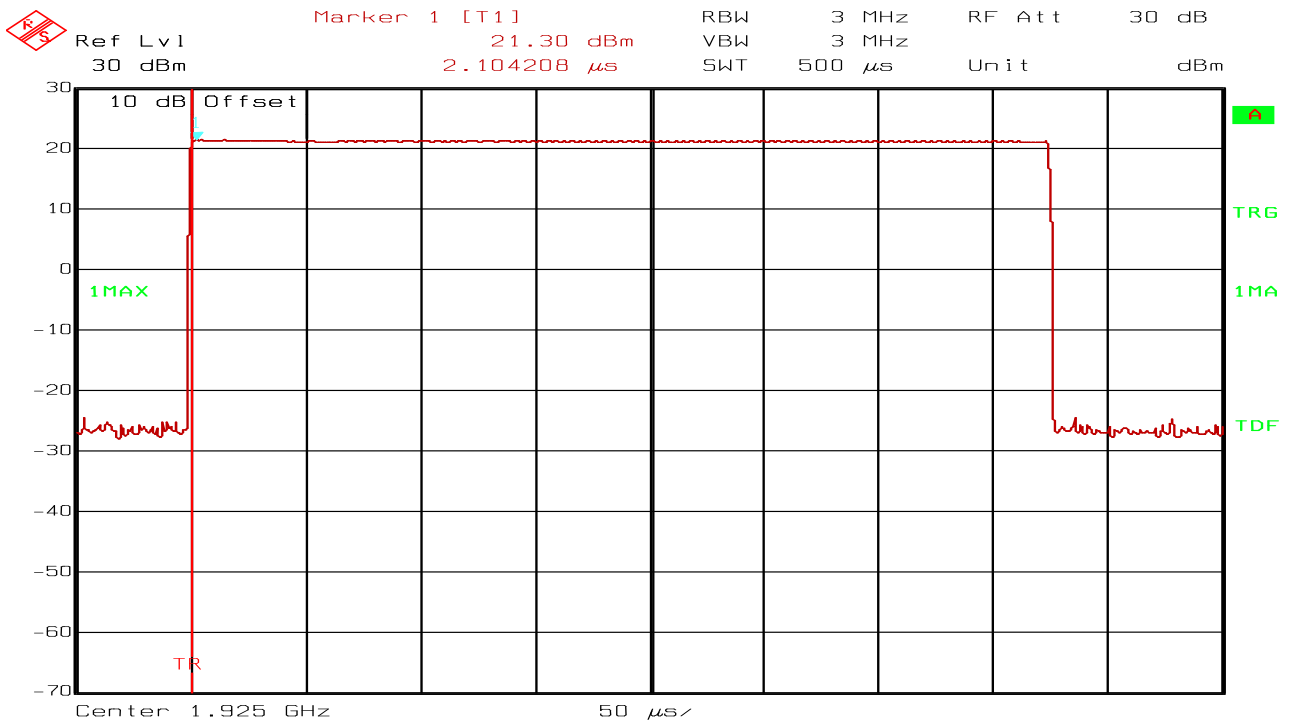 R S
Marker 1 [T1] RBW 3 MHz RF Att 30 dB
Ref Lvl 21.30 dBm VBW 3 MHz
30 dBm 2.104208 µs SWT 500 µs Unit dBm
30
10 dB Offset
A
1
20
10
TRG
0
1MAX
1MA
-10
-20
TDF
-30
-40
-50
-60
TR
-70
Center 1.925 GHz 50 µs/